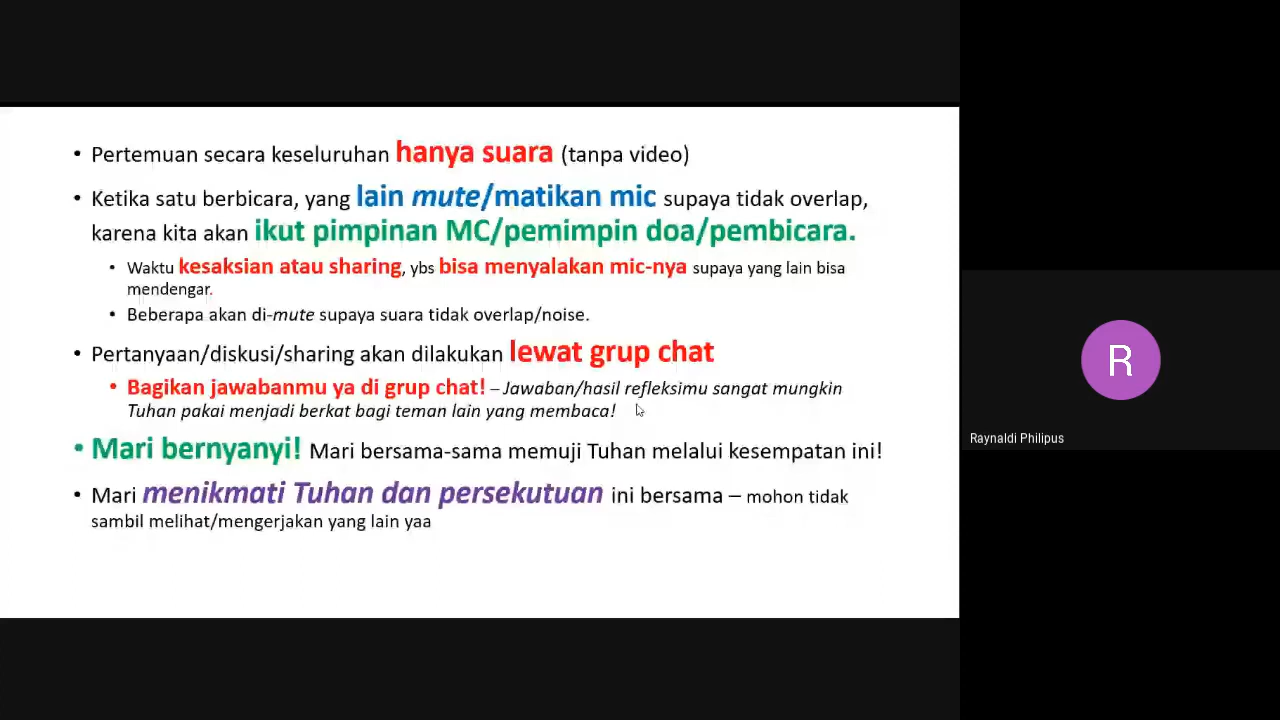 • Pertemuan secara keseluruhan hanya suara (tanpa video)
• Ketika satu berbicara, yang lain mute/matikan mic supaya tidak overlap,
karena kita akan ikut pimpinan MC/pemimpin doa/pembicara.
• Waktu kesaksian atau sharing, ybs bisa menyalakan mic-nya supaya yang lain bisa
mendengar.
• Beberapa akan di-mute supaya suara tidak overlap/noise.
• Pertanyaan/diskusi/sharing akan dilakukan lewat grup chat
• Bagikan jawabanmu ya di grup chat! – Jawaban/hasil refleksimu sangat mungkin
Tuhan pakai menjadi berkat bagi teman lain yang membaca!
• Mari bernyanyi! Mari bersama-sama memuji Tuhan melalui kesempatan ini!
• Mari menikmati Tuhan dan persekutuan ini bersama – mohon tidak
sambil melihat/mengerjakan yang lain yaa
R
Raynaldi Philipus